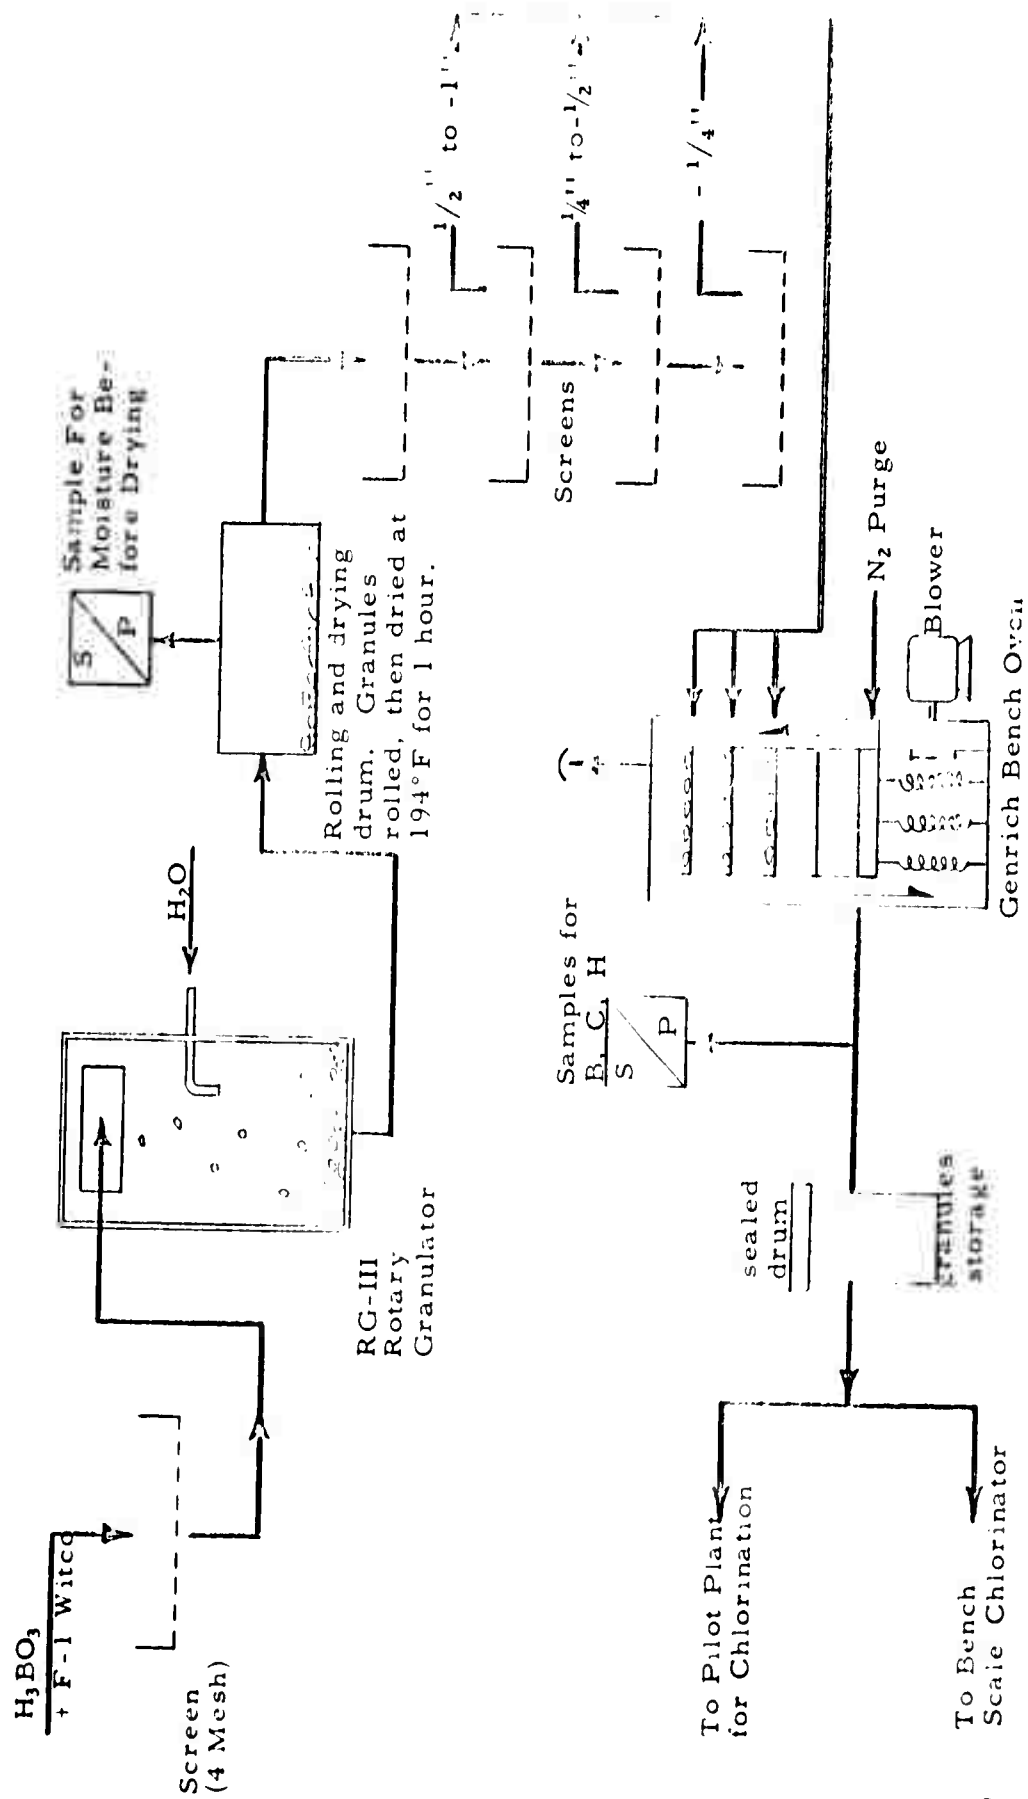 H₃BO₃
+ F-1 Witco
Screen
(4 Mesh)
RG-III
Rotary
Granulator
H₂O
S
P
Sample For
Moisture Be-
fore Drying
Rolling and drying
drum. Granules
rolled, then dried at
194°F for 1 hour.
Screens
1/2" to -1"
1/4" to-1/2"
- 1/4"
N₂ Purge
Blower
Genrich Bench Oven
Samples for
B, C, H
S
P
sealed
drum
granules
storage
To Pilot Plant
for Chlorination
To Bench
Scale Chlorinator